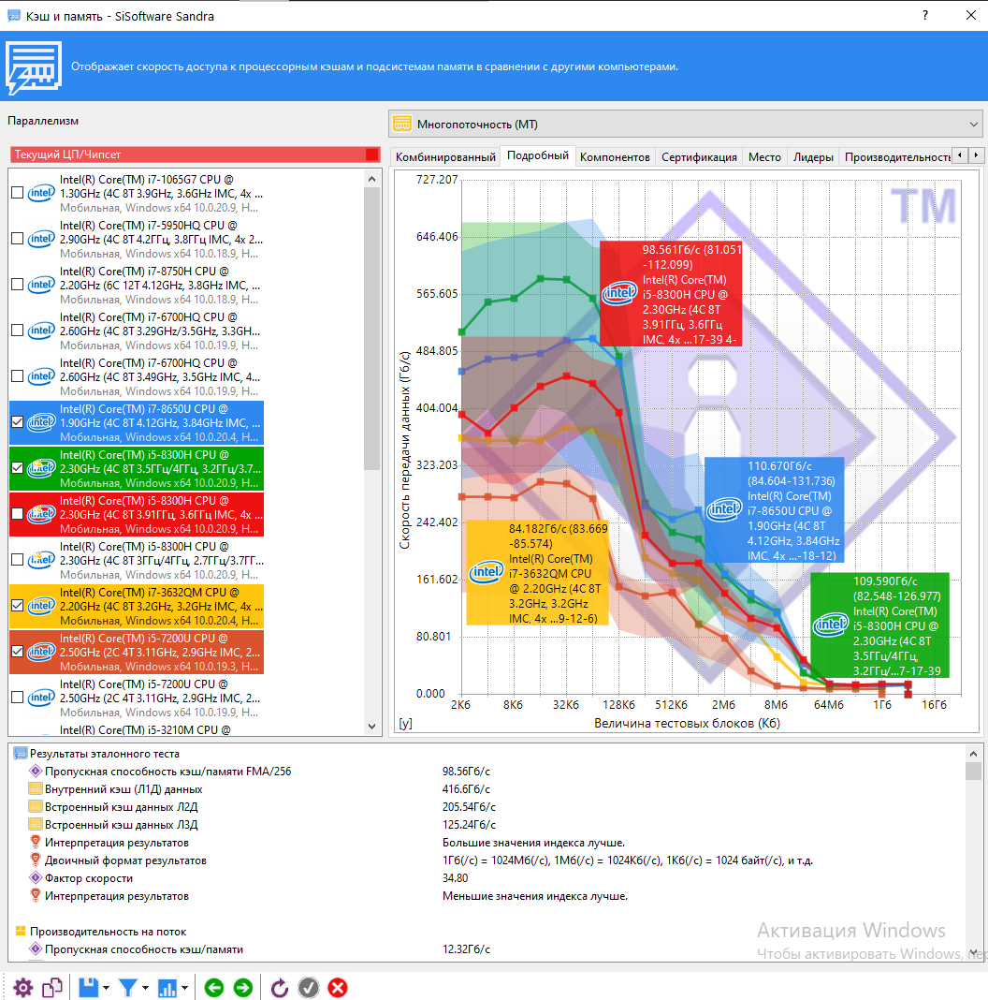 Кэш и память - SiSoftware Sandra
?
Отображает скорость доступа к процессорным кэшам и подсистемам памяти в сравнении с другими компьютерами.
Параллелизм
Многопоточность (МТ)
Текущий ЦП/Чипсет
Intel(R) Core(TM) i7-1065G7 CPU @
1.30GHz (4C 8T 3.9GHz, 3.6GHz IMC, 4x ...
Мобильная, Windows x64 10.0.20.9, H...
Intel(R) Core(TM) i7-5950HQ CPU @
2.90GHz (4C 8T 4.2ГГц, 3.8ГГц IMC, 4x 2...
Мобильная, Windows x64 10.0.18.9, H...
Intel(R) Core(TM) i7-8750H CPU @
2.20GHz (6C 12T 4.12GHz, 3.8GHz IMC, ...
Мобильная, Windows x64 10.0.18.9, H...
Intel(R) Core(TM) i7-6700HQ CPU @
2.60GHz (4C 8T 3.29GHz/3.5GHz, 3.3GH...
Мобильная, Windows x64 10.0.19.9, H...
Intel(R) Core(TM) i7-6700HQ CPU @
2.60GHz (4C 8T 3.49GHz, 3.5GHz IMC, 4...
Мобильная, Windows x64 10.0.19.9, H...
Intel(R) Core(TM) i7-8650U CPU @
1.90GHz (4C 8T 4.12GHz, 3.84GHz IMC, ...
Мобильная, Windows x64 10.0.20.4, H...
Intel(R) Core(TM) i5-8300H CPU @
2.30GHz (4C 8T 3.5ГГц/4ГГц, 3.2ГГц/3.7...
Мобильная, Windows x64 10.0.20.9, H...
Intel(R) Core(TM) i5-8300H CPU @
2.30GHz (4C 8T 3.91ГГц, 3.6ГГц IMC, 4x ...
Мобильная, Windows x64 10.0.20.9, H...
Intel(R) Core(TM) i5-8300H CPU @
2.30GHz (4C 8T 3ГГц/4ГГц, 2.7ГГц/3.7ГГ...
Мобильная, Windows x64 10.0.20.9, H...
Intel(R) Core(TM) i7-3632QM CPU @
2.20GHz (4C 8T 3.2GHz, 3.2GHz IMC, 4x ...
Мобильная, Windows x64 10.0.20.4, H...
Intel(R) Core(TM) i5-7200U CPU @
2.50GHz (2C 4T 3.11GHz, 2.9GHz IMC, 2...
Мобильная, Windows x64 10.0.19.3, H...
Intel(R) Core(TM) i5-7200U CPU @
2.50GHz (2C 4T 3.11GHz, 2.9GHz IMC, 2...
Мобильная, Windows x64 10.0.19.9, H...
Intel(R) Core(TM) i5-3210M CPU @
Комбинированный Подробный Компонентов Сертификация Место Лидеры Производительность
TM
727.207
646.406
565.605
484.805
404.004
323.203
242.402
161.602
80.801
0.000
Скорость передачи данных (Гб/с)
98.561Гб/с (81.051
-112.099)
Intel(R) Core(TM)
i5-8300H CPU @
2.30GHz (4C 8T
3.91ГГц, 3.6ГГц
IMC, 4x ...17-39 4-
110.670Гб/с
(84.604-131.736)
Intel(R) Core(TM)
i7-8650U CPU @
1.90GHz (4C 8T
4.12GHz, 3.84GHz
IMC, 4x ...-18-12)
84.182Гб/с (83.669
-85.574)
Intel(R) Core(TM)
i7-3632QM CPU
@ 2.20GHz (4C 8T
3.2GHz, 3.2GHz
IMC, 4x ...9-12-6)
109.590Гб/с
(82.548-126.977)
Intel(R) Core(TM)
i5-8300H CPU @
2.30GHz (4C 8T
3.5ГГц/4ГГц,
3.2ГГц/...7-17-39
2Кб 8Кб 32Кб 128Кб 512Кб 2Мб 8Мб 64Мб 1Гб 16Гб
[y]
Величина тестовых блоков (Кб)
Результаты эталонного теста
Пропускная способность кэш/памяти FMA/256 98.56Гб/с
Внутренний кэш (Л1Д) данных 416.6Гб/с
Встроенный кэш данных Л2Д 205.54Гб/с
Встроенный кэш данных Л3Д 125.24Гб/с
Интерпретация результатов Большие значения индекса лучше.
Двоичный формат результатов 1Гб(/с) = 1024Мб(/с), 1Мб(/с) = 1024Кб(/с), 1Кб(/с) = 1024 байт(/с), и т.д.
Фактор скорости 34.80
Интерпретация результатов Меньшие значения индекса лучше.
Производительность на поток
Пропускная способность кэш/памяти 12.32Гб/с
Активация Windows
Чтобы активировать Windows, пер